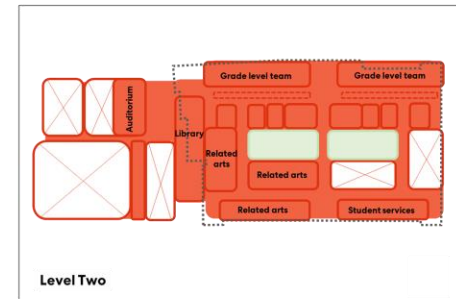 Grade level team
Grade level team
Auditorium
Library
Related
arts
Related arts
Related arts
Student services
Level Two